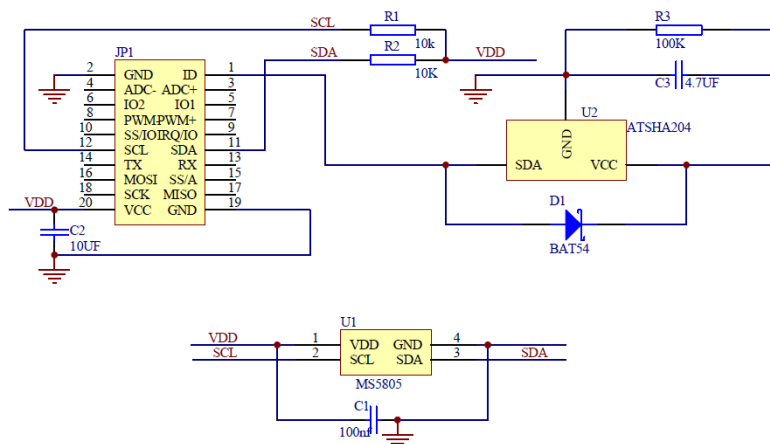 SCL R1 R3
10k 100K
SDA R2 VDD
10K
C3 4.7UF
JP1
2 GND ID 1
4 ADC- ADC+ 3
6 IO2 IO1 5
8 PWM-PWM+ 7
10 SS/IO IRQ/IO 9
12 SCL SDA 11
14 TX RX 13
16 MOSI SS/A 15
18 SCK MISO 17
20 VCC GND 19
VDD
C2
10UF
U2
ATSHA204
GND
SDA VCC
D1
BAT54
U1
VDD 1 VDD GND 4
SCL 2 SCL SDA 3 SDA
MS5805
C1
100nf